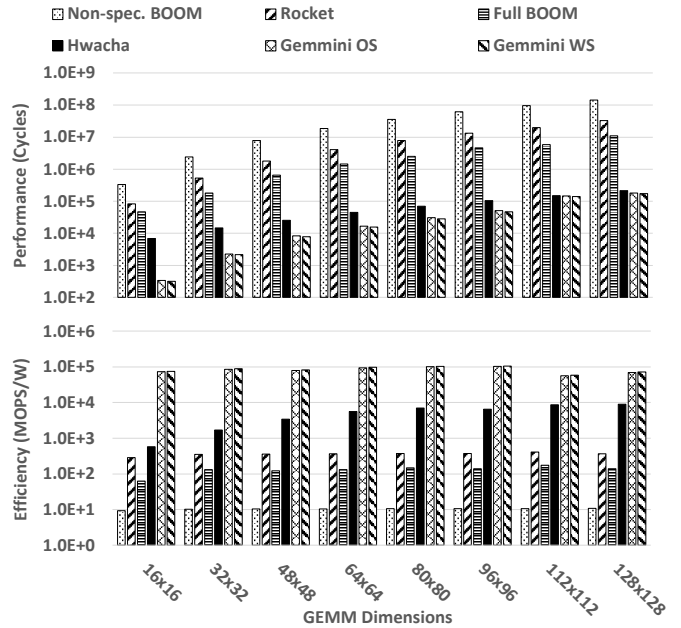 Non-spec. BOOM Rocket Full BOOM
Hwacha Gemmini OS Gemmini WS
Performance (Cycles)
1.0E+9
1.0E+8
1.0E+7
1.0E+6
1.0E+5
1.0E+4
1.0E+3
1.0E+2
Efficiency (MOPS/W)
1.0E+6
1.0E+5
1.0E+4
1.0E+3
1.0E+2
1.0E+1
1.0E+0
16x16 32x32 48x48 64x64 80x80 96x96 112x112 128x128
GEMM Dimensions